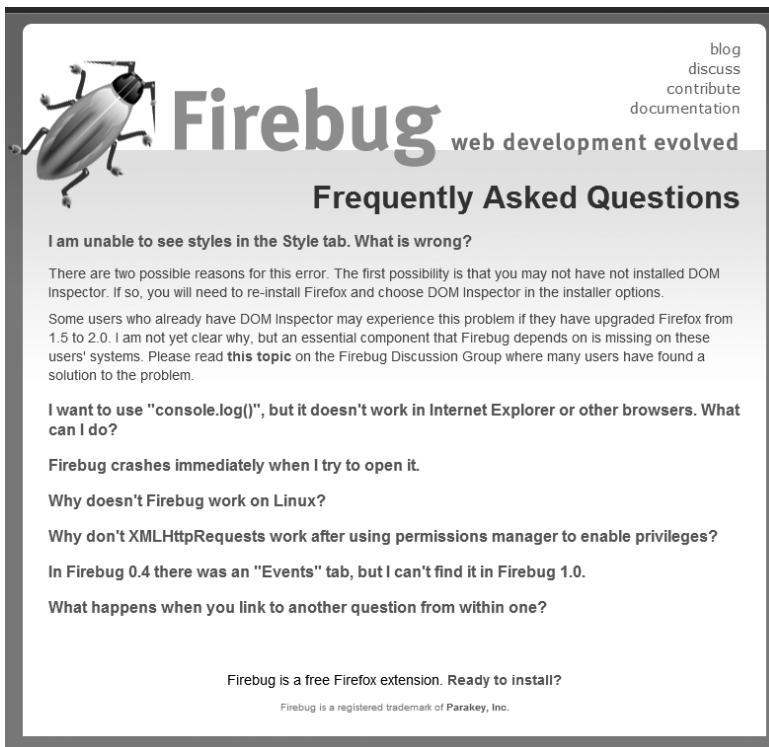 blog
discuss
contribute
documentation
Firebug web development evolved
Frequently Asked Questions
I am unable to see styles in the Style tab. What is wrong?
There are two possible reasons for this error. The first possibility is that you may not have not installed DOM
Inspector. If so, you will need to re-install Firefox and choose DOM Inspector in the installer options.
Some users who already have DOM Inspector may experience this problem if they have upgraded Firefox from
1.5 to 2.0. I am not yet clear why, but an essential component that Firebug depends on is missing on these
users' systems. Please read this topic on the Firebug Discussion Group where many users have found a
solution to the problem.
I want to use "console.log()", but it doesn't work in Internet Explorer or other browsers. What
can I do?
Firebug crashes immediately when I try to open it.
Why doesn't Firebug work on Linux?
Why don't XMLHttpRequests work after using permissions manager to enable privileges?
In Firebug 0.4 there was an "Events" tab, but I can't find it in Firebug 1.0.
What happens when you link to another question from within one?
Firebug is a free Firefox extension. Ready to install?
Firebug is a registered trademark of Parakey, Inc.